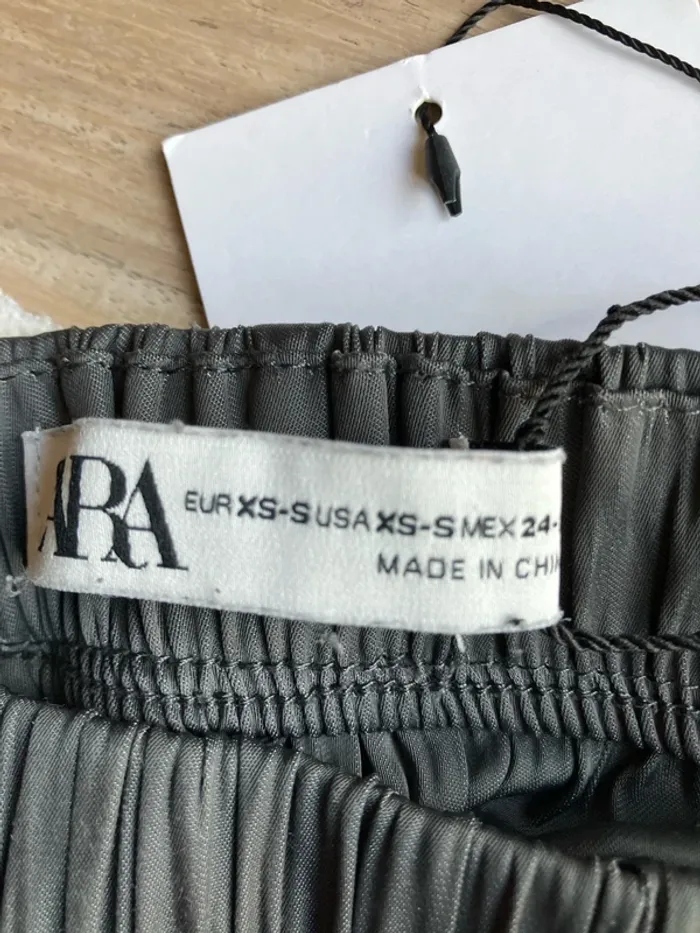 ARA
EUR XS-S USA XS-S MEX 24-
MADE IN CHIN